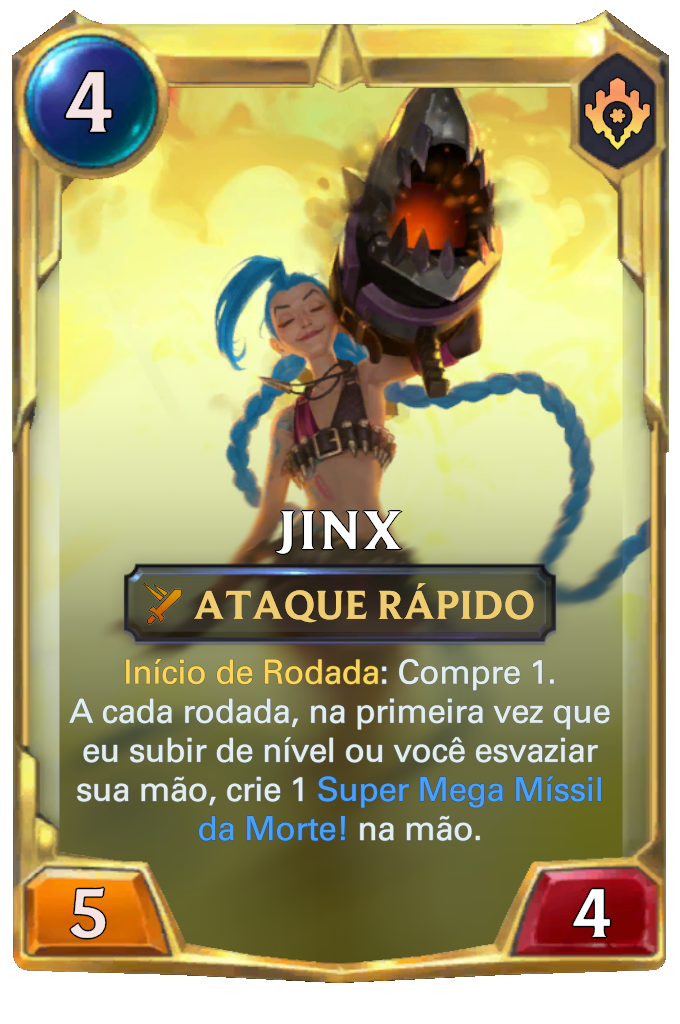 4
JINX
ATAQUE RÁPIDO
Início de Rodada: Compre 1.
A cada rodada, na primeira vez que
eu subir de nível ou você esvaziar
sua mão, crie 1 Super Mega Míssil
da Morte! na mão.
5
4